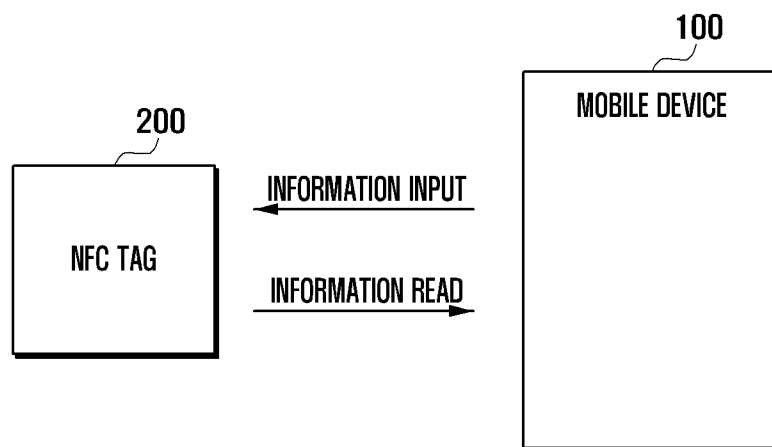 100
MOBILE DEVICE
200
INFORMATION INPUT
NFC TAG
INFORMATION READ